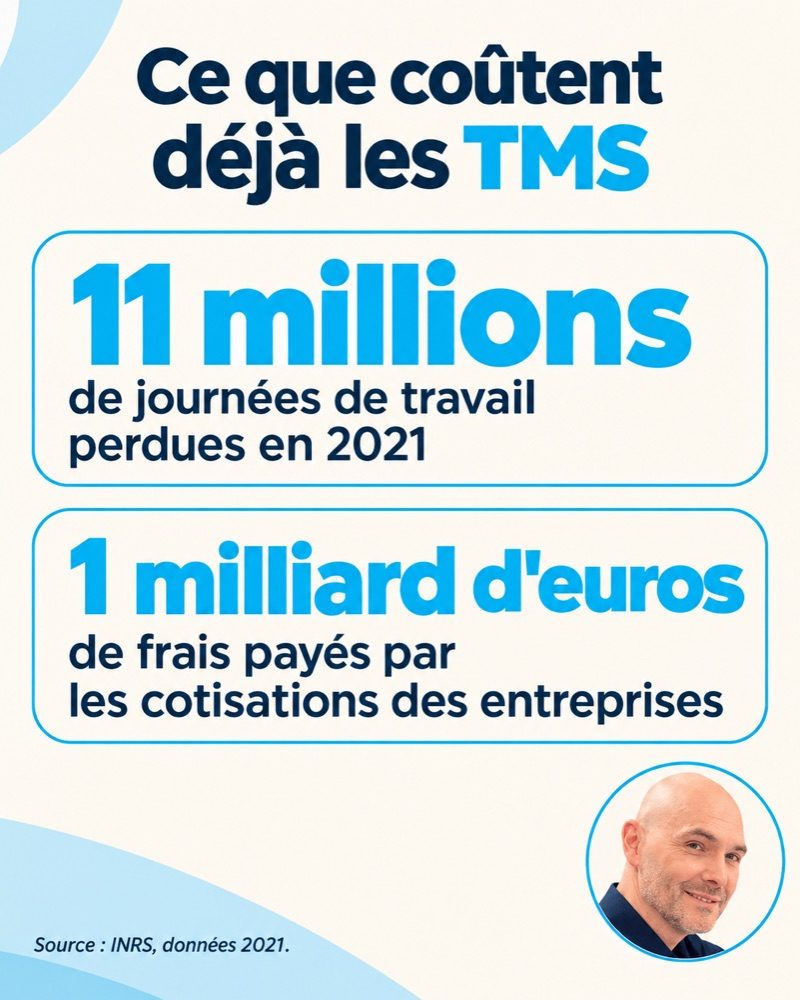 Ce que coûtent
déjà les TMS
11 millions
de journées de travail
perdues en 2021
1 milliard d'euros
de frais payés par
les cotisations des entreprises
Source : INRS, données 2021.